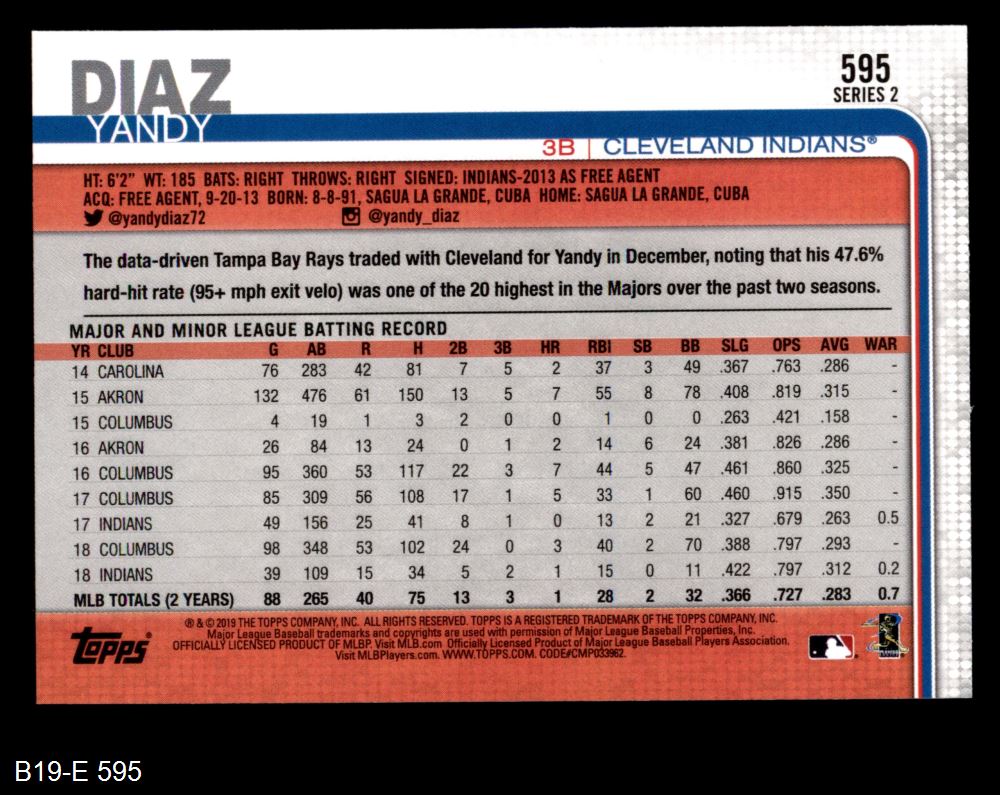 DIAZ
YANDY
595
SERIES 2
3B | CLEVELAND INDIANS®
HT: 6'2" WT: 185 BATS: RIGHT THROWS: RIGHT SIGNED: INDIANS-2013 AS FREE AGENT
ACQ: FREE AGENT, 9-20-13 BORN: 8-8-91, SAGUA LA GRANDE, CUBA HOME: SAGUA LA GRANDE, CUBA
@yandydiaz72 @yandy_diaz
The data-driven Tampa Bay Rays traded with Cleveland for Yandy in December, noting that his 47.6%
hard-hit rate (95+ mph exit velo) was one of the 20 highest in the Majors over the past two seasons.
MAJOR AND MINOR LEAGUE BATTING RECORD
YR CLUB G AB R H 2B 3B HR RBI SB BB SLG OPS AVG WAR
14 CAROLINA 76 283 42 81 7 5 2 37 3 49 .367 .763 .286 -
15 AKRON 132 476 61 150 13 5 7 55 8 78 .408 .819 .315 -
15 COLUMBUS 4 19 1 3 2 0 0 1 0 0 .263 .421 .158 -
16 AKRON 26 84 13 24 0 1 2 14 6 24 .381 .826 .286 -
16 COLUMBUS 95 360 53 117 22 3 7 44 5 47 .461 .860 .325 -
17 COLUMBUS 85 309 56 108 17 1 5 33 1 60 .460 .915 .350 -
17 INDIANS 49 156 25 41 8 1 0 13 2 21 .327 .679 .263 0.5
18 COLUMBUS 98 348 53 102 24 0 3 40 2 70 .388 .797 .293 -
18 INDIANS 39 109 15 34 5 2 1 15 0 11 .422 .797 .312 0.2
MLB TOTALS (2 YEARS) 88 265 40 75 13 3 1 28 2 32 .366 .727 .283 0.7
Topps®
® & © 2019 THE TOPPS COMPANY, INC. ALL RIGHTS RESERVED. TOPPS IS A REGISTERED TRADEMARK OF THE TOPPS COMPANY, INC.
Major League Baseball trademarks and copyrights are used with permission of Major League Baseball Properties, Inc.
OFFICIALLY LICENSED PRODUCT OF MLBP. Visit MLB.com Officially Licensed Product of Major League Baseball Players Association.
Visit MLBPlayers.com. WWW.TOPPS.COM. CODE#CMP033962.
B19-E 595